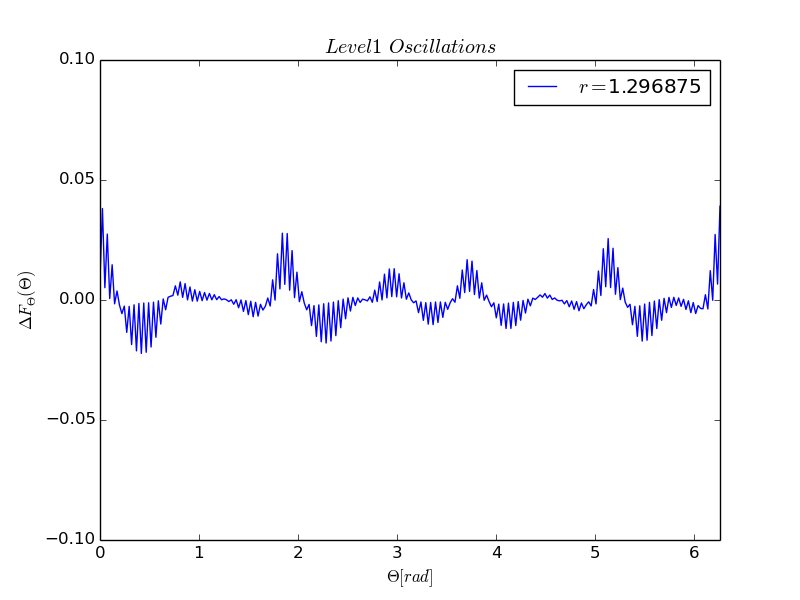 Level1 Oscillations
r=1.296875
0.10
0.05
0.00
−0.05
−0.10
ΔF_Θ(Θ)
0 1 2 3 4 5 6
Θ[rad]